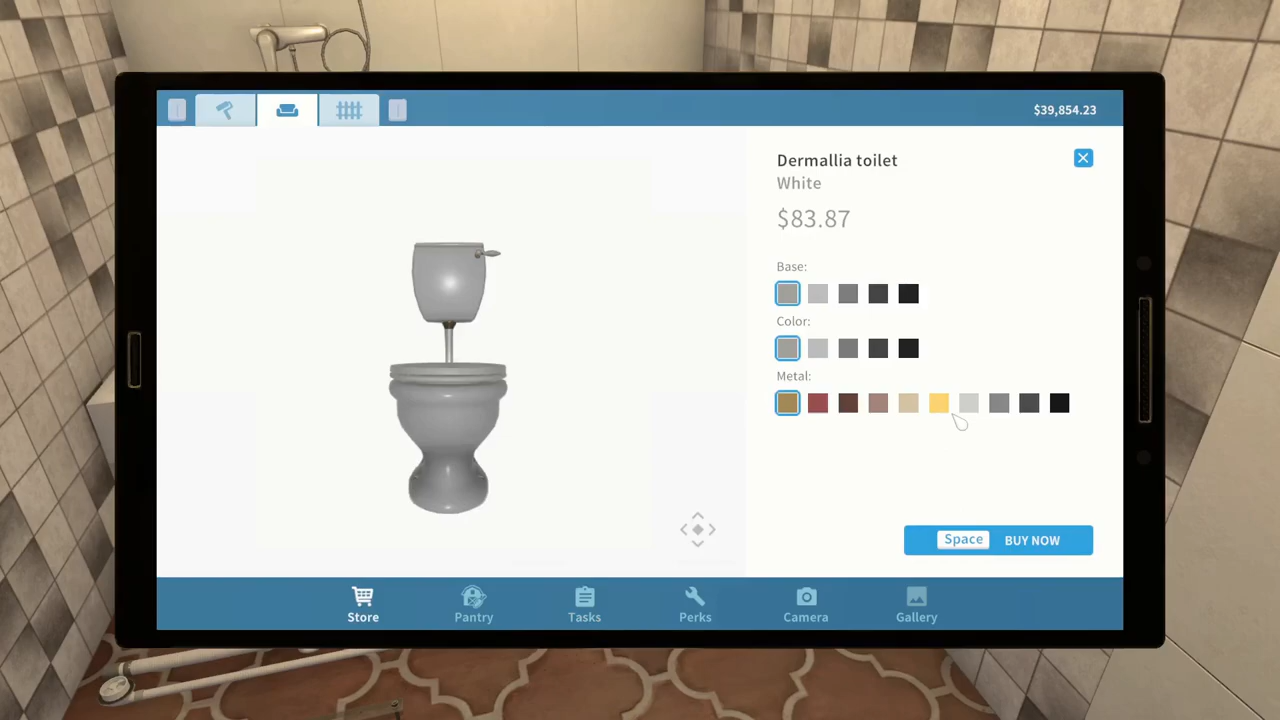 $39,854.23
Dermallia toilet
White
$83.87
Base:
Color:
Metal:
Space BUY NOW
Store
Pantry
Tasks
Perks
Camera
Gallery